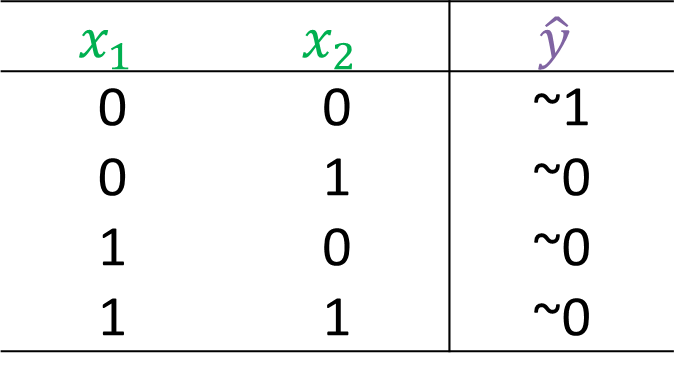 x₁ x₂ ŷ
0 0 ~1
0 1 ~0
1 0 ~0
1 1 ~0